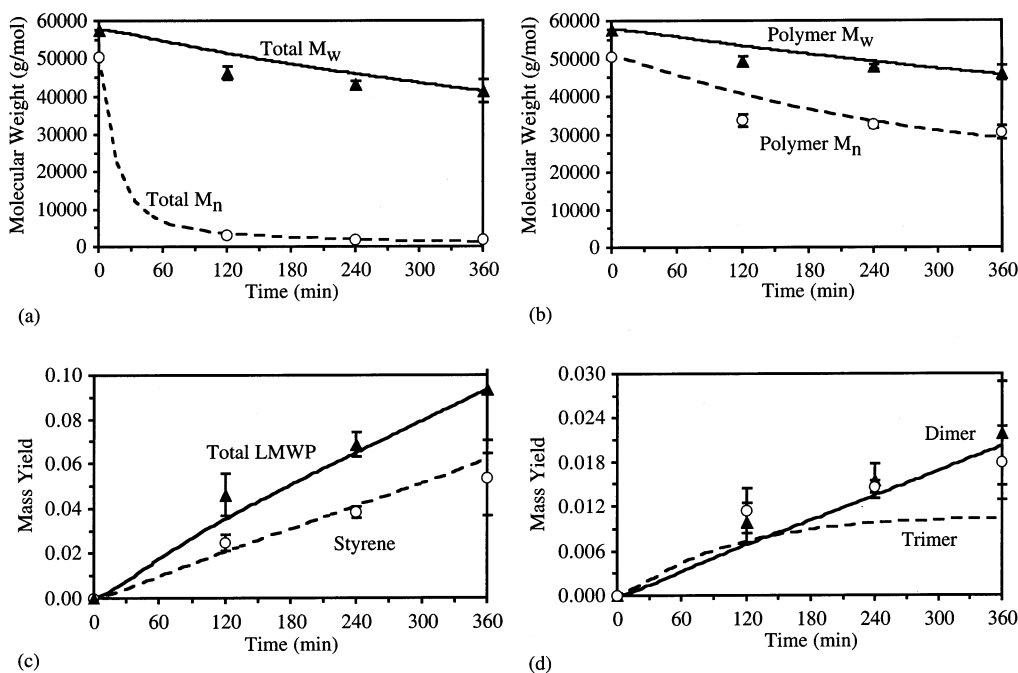 60000
50000
40000
30000
20000
10000
0
Molecular Weight (g/mol)
Total Mw
Total Mn
0 60 120 180 240 300 360
Time (min)
(a)
60000
50000
40000
30000
20000
10000
0
Molecular Weight (g/mol)
Polymer Mw
Polymer Mn
0 60 120 180 240 300 360
Time (min)
(b)
0.10
0.08
0.06
0.04
0.02
0.00
Mass Yield
Total LMWP
Styrene
0 60 120 180 240 300 360
Time (min)
(c)
0.030
0.024
0.018
0.012
0.006
0.000
Mass Yield
Dimer
Trimer
0 60 120 180 240 300 360
Time (min)
(d)